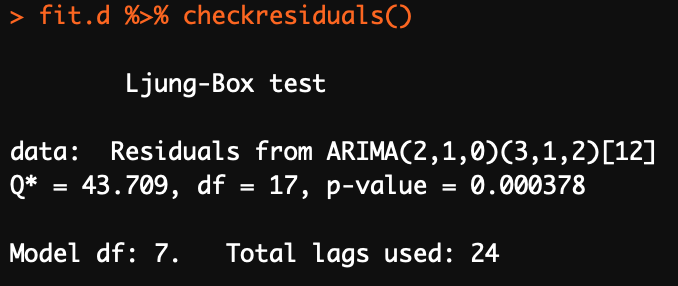 > fit.d %>% checkresiduals()
Ljung-Box test
data:  Residuals from ARIMA(2,1,0)(3,1,2)[12]
Q* = 43.709, df = 17, p-value = 0.000378
Model df: 7.   Total lags used: 24